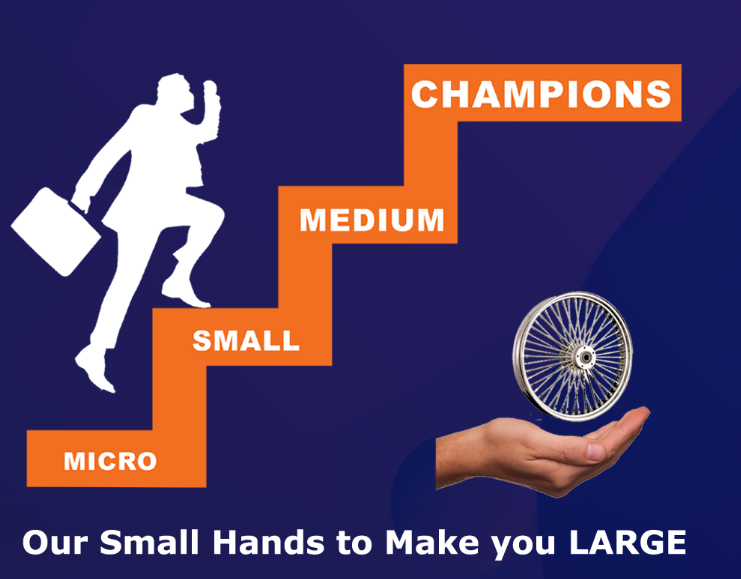 CHAMPIONS
MEDIUM
SMALL
MICRO
Our Small Hands to Make you LARGE